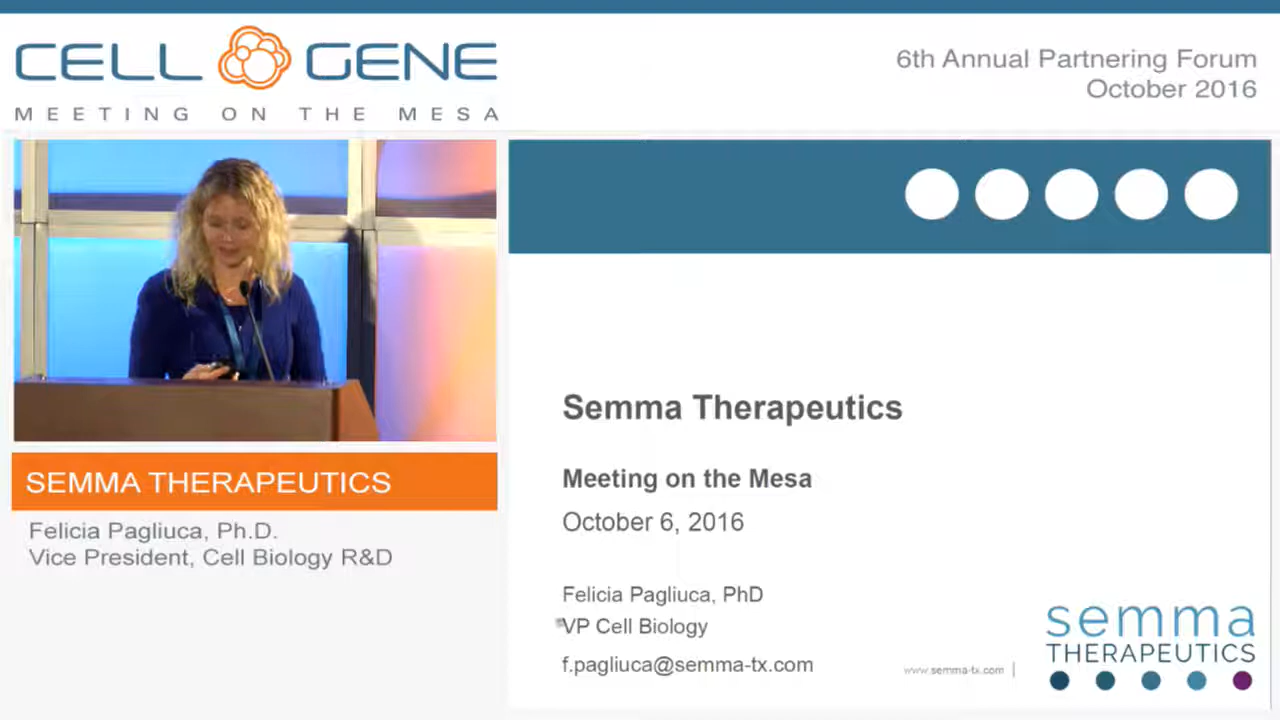 CELL GENE
MEETING ON THE MESA
6th Annual Partnering Forum
October 2016
SEMMA THERAPEUTICS
Felicia Pagliuca, Ph.D.
Vice President, Cell Biology R&D
Semma Therapeutics
Meeting on the Mesa
October 6, 2016
Felicia Pagliuca, PhD
VP Cell Biology
f.pagliuca@semma-tx.com
www.semma-tx.com
semma
THERAPEUTICS